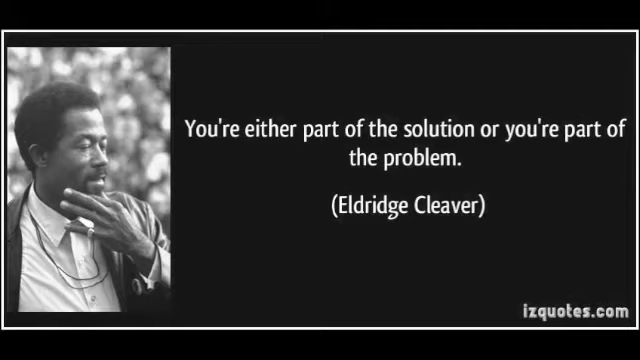 You're either part of the solution or you're part of
the problem.
(Eldridge Cleaver)
izquotes.com